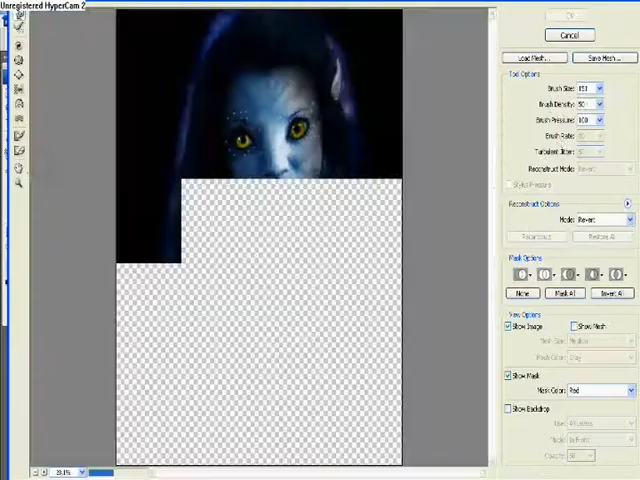 Unregistered HyperCam 2
OK
Cancel
Load Mesh...
Save Mesh...
Tool Options
Brush Size: 151
Brush Density: 50
Brush Pressure: 100
Brush Rate:
Turbulent Jitter:
Reconstruct Mode: Revert
Stylus Pressure
Reconstruct Options
Mode: Revert
Reconstruct
Restore All
Mask Options
None
Mask All
Invert All
View Options
Show Image
Show Mesh
Mesh Size: Medium
Mesh Color: Gray
Show Mask
Mask Color: Red
Show Backdrop
Use: All Layers
Mode: In Front
Opacity: 50